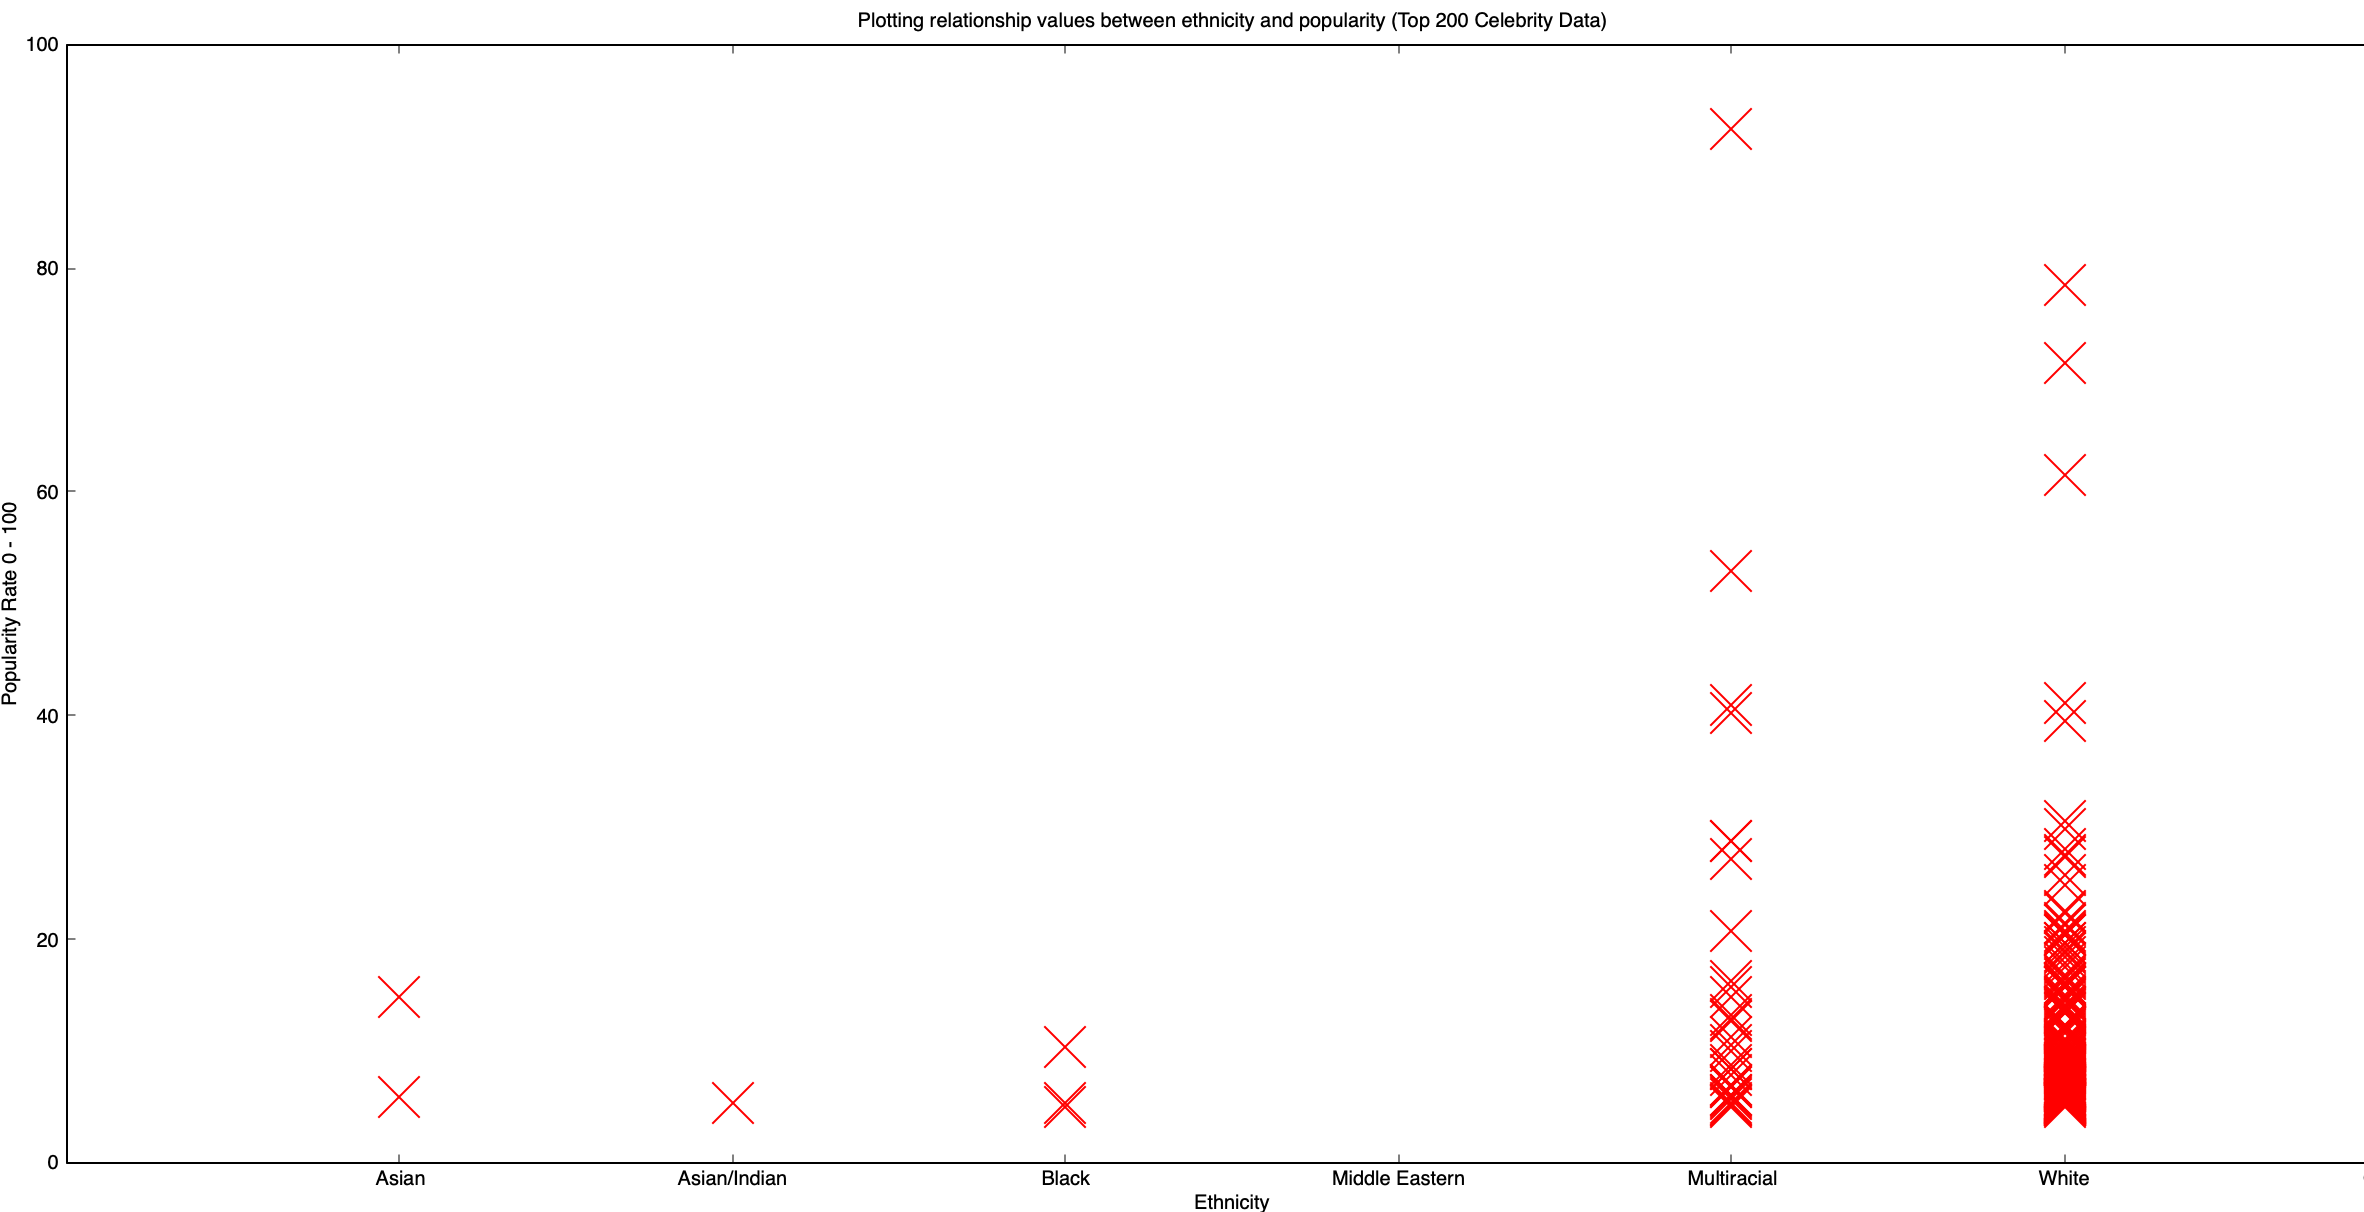 Plotting relationship values between ethnicity and popularity (Top 200 Celebrity Data)
100
80
60
40
20
0
Popularity Rate 0 - 100
Asian
Asian/Indian
Black
Middle Eastern
Multiracial
White
Ethnicity